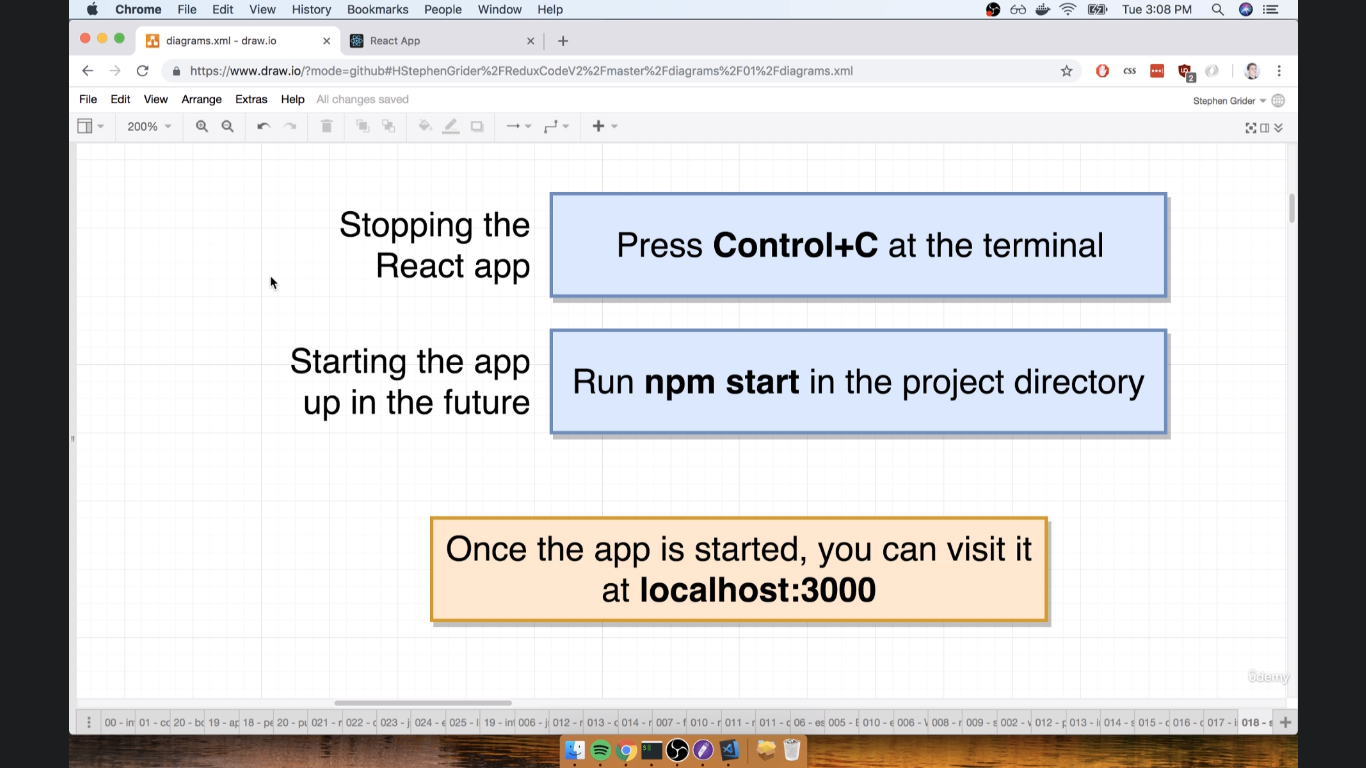 Chrome File Edit View History Bookmarks People Window Help Tue 3:08 PM
diagrams.xml - draw.io React App
https://www.draw.io/?mode=github#HStephenGrider%2FReduxCodeV2%2Fmaster%2Fdiagrams%2F01%2Fdiagrams.xml css 2
File Edit View Arrange Extras Help All changes saved Stephen Grider
200%
Stopping the
React app
Press Control+C at the terminal
Starting the app
up in the future
Run npm start in the project directory
Once the app is started, you can visit it
at localhost:3000
ûdemy
00 - in 01 - cc 20 - bc 19 - ap 18 - pe 20 - pu 021 - r 022 - c 023 - j 024 - e 025 - l 19 - int 006 - j 012 - r 013 - c 014 - r 007 - f 010 - r 011 - r 011 - c 06 - es 005 - E 010 - e 006 - \ 008 - r 009 - s 002 - v 012 - p 013 - i 014 - s 015 - c 016 - c 017 - i 018 - s